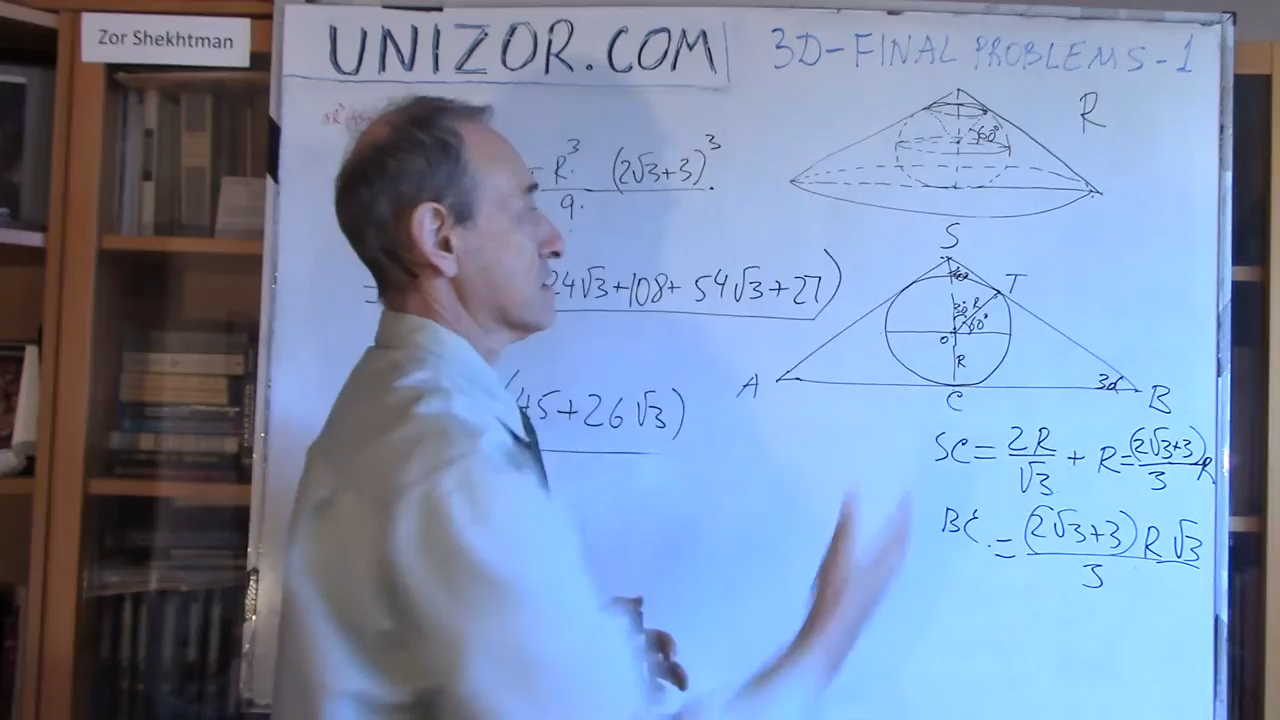 Zor Shekhtman
UNIZOR.COM
3D-FINAL PROBLEMS-1
R³ (2√3+3)³
9.
=
24√3+108+54√3+27)
(45+26√3)
R
60°
S
T
30° R
60°
O
R
A
C
B
SC = 2R/√3 + R = (2√3+3)/3 R
BC = (2√3+3) R √3 / 3